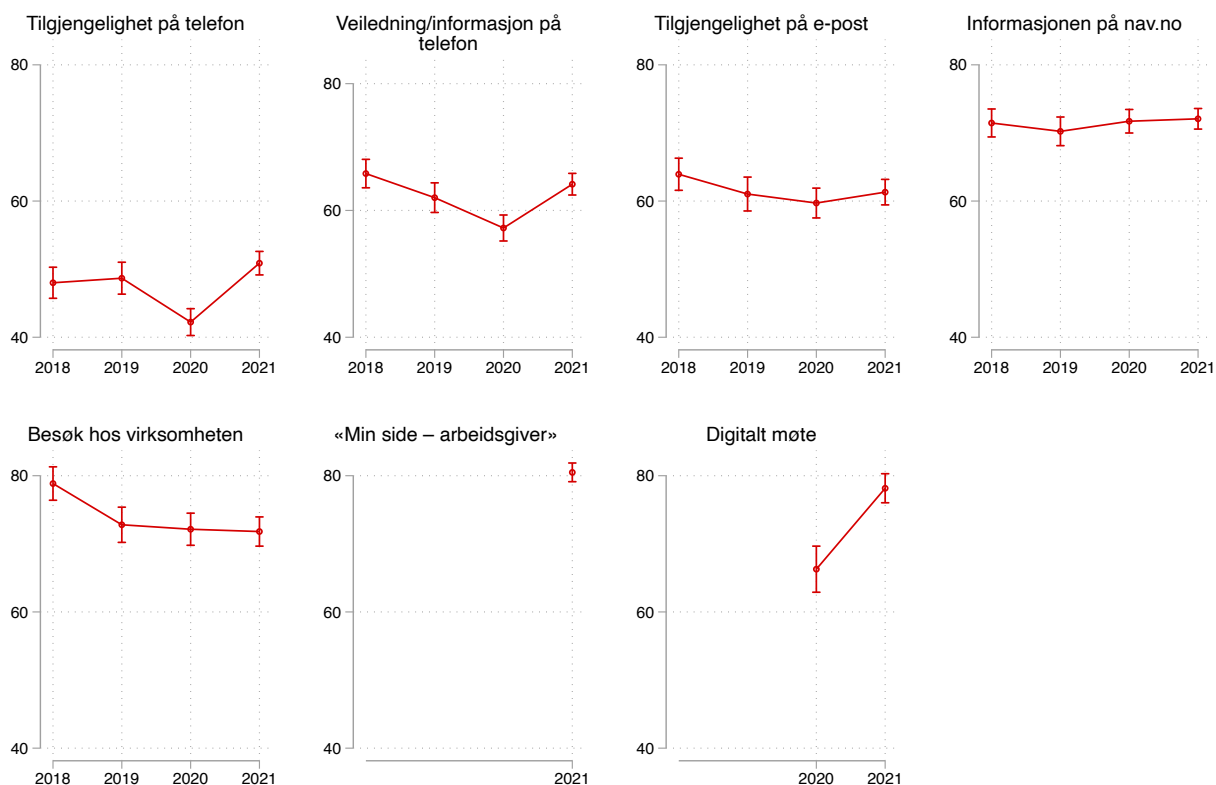 Tilgjengelighet på telefon
80
60
40
2018 2019 2020 2021
Veiledning/informasjon på
telefon
80
60
40
2018 2019 2020 2021
Tilgjengelighet på e-post
80
60
40
2018 2019 2020 2021
Informasjonen på nav.no
80
60
40
2018 2019 2020 2021
Besøk hos virksomheten
80
60
40
2018 2019 2020 2021
«Min side – arbeidsgiver»
80
60
40
2021
Digitalt møte
80
60
40
2020 2021